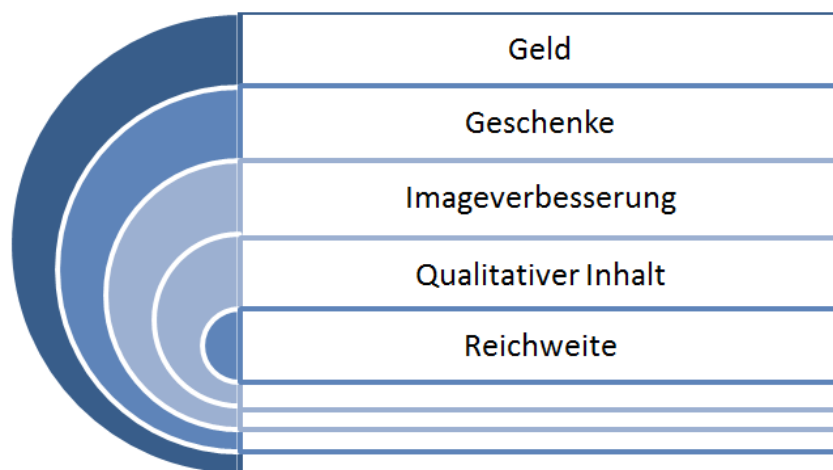 Geld
Geschenke
Imageverbesserung
Qualitativer Inhalt
Reichweite